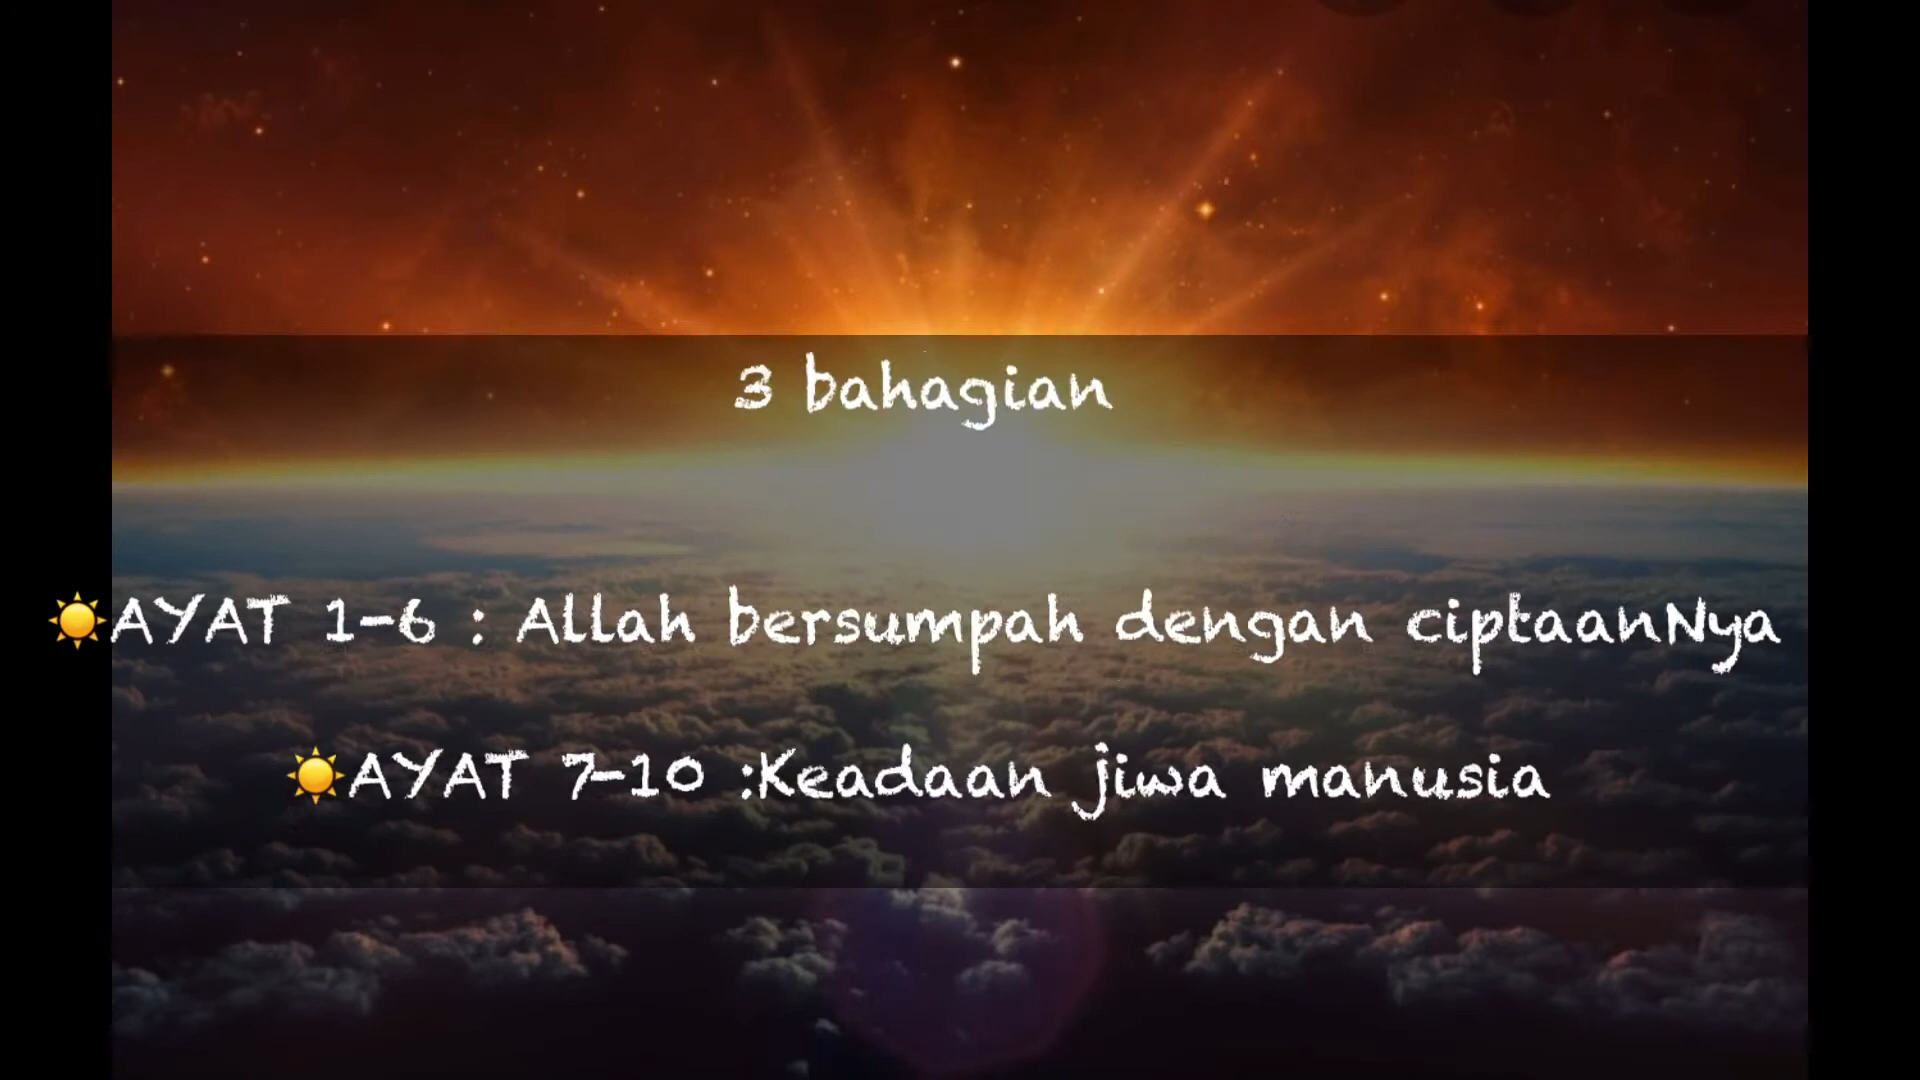 3 bahagian
☀️AYAT 1-6 : Allah bersumpah dengan ciptaanNya
☀️AYAT 7-10 :Keadaan jiwa manusia